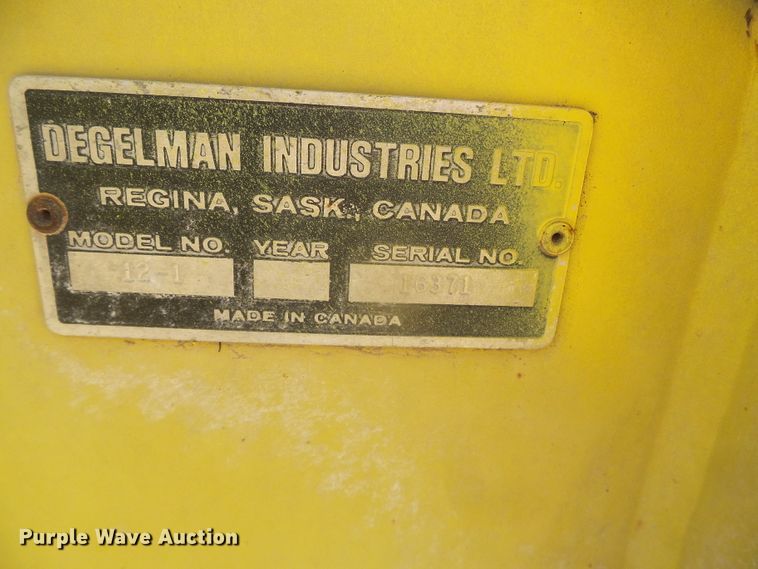 DEGELMAN INDUSTRIES LTD.
REGINA, SASK., CANADA
MODEL NO. YEAR SERIAL NO.
12-1 16371
MADE IN CANADA
Purple Wave Auction